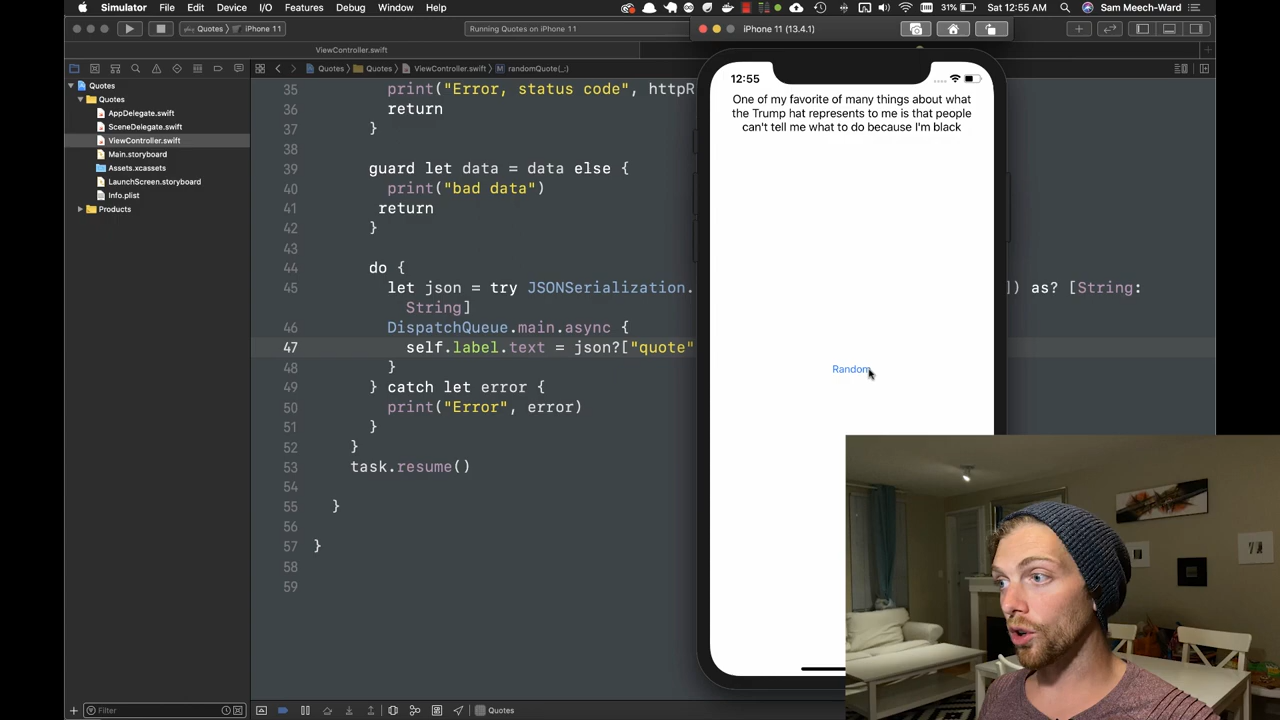 Simulator File Edit Device I/O Features Debug Window Help
31% Sat 12:55 AM Sam Meech-Ward
Quotes iPhone 11
Running Quotes on iPhone 11
iPhone 11 (13.4.1)
ViewController.swift
Quotes Quotes ViewController.swift M randomQuote(_:)
Quotes
Quotes
AppDelegate.swift
SceneDelegate.swift
ViewController.swift
Main.storyboard
Assets.xcassets
LaunchScreen.storyboard
Info.plist
Products
35 print("Error, status code", httpR
36 return
37 }
38
39 guard let data = data else {
40 print("bad data")
41 return
42 }
43
44 do {
45 let json = try JSONSerialization. ]) as? [String:
String]
46 DispatchQueue.main.async {
47 self.label.text = json?["quote"
48 }
49 } catch let error {
50 print("Error", error)
51 }
52 }
53 task.resume()
54
55 }
56
57 }
58
59
12:55
One of my favorite of many things about what
the Trump hat represents to me is that people
can't tell me what to do because I'm black
Random
Filter
Quotes